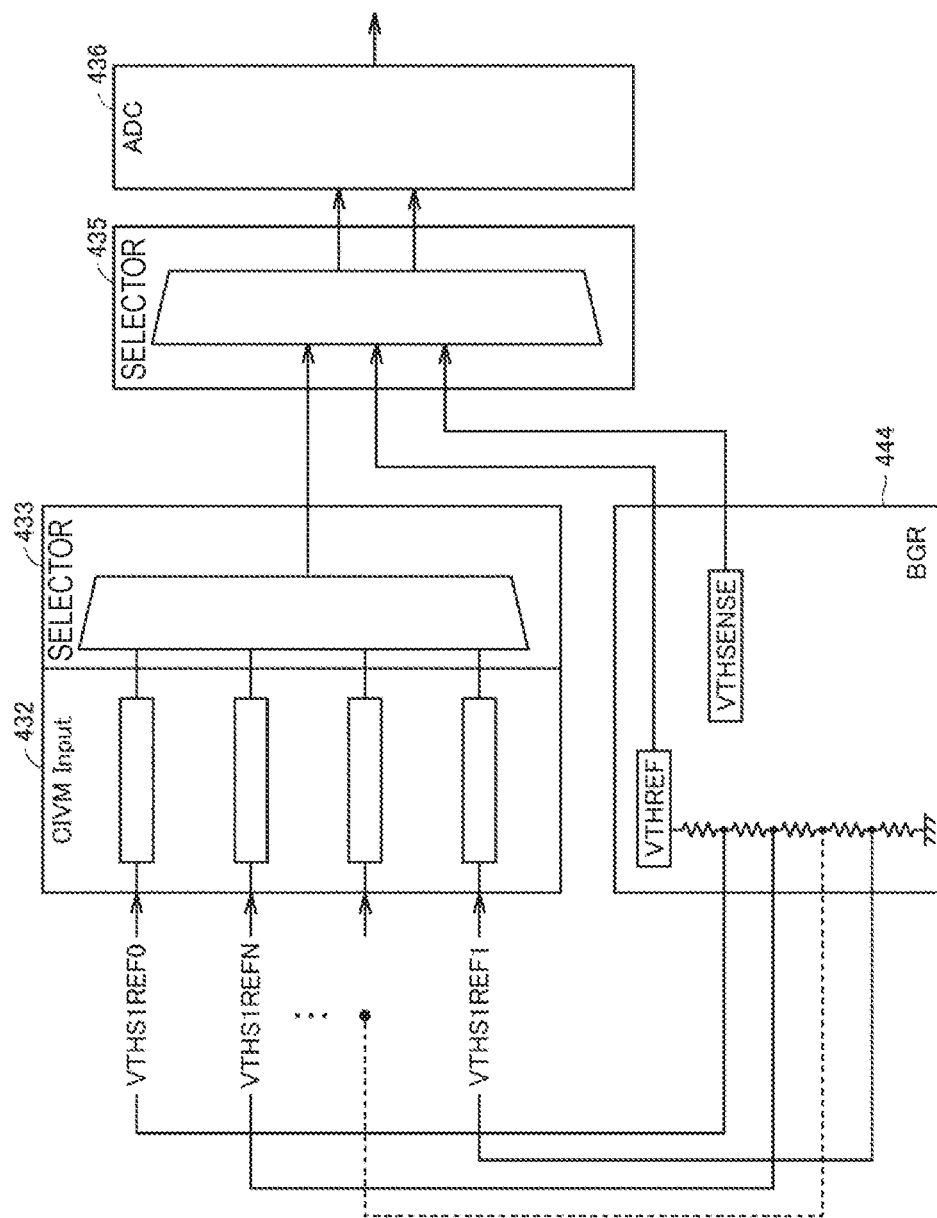 436
ADC
435
SELECTOR
433
SELECTOR
432
CIVM Input
VTHS1REF0
VTHS1REFN
...
VTHS1REF1
444
BGR
VTHSENSE
VTHREF